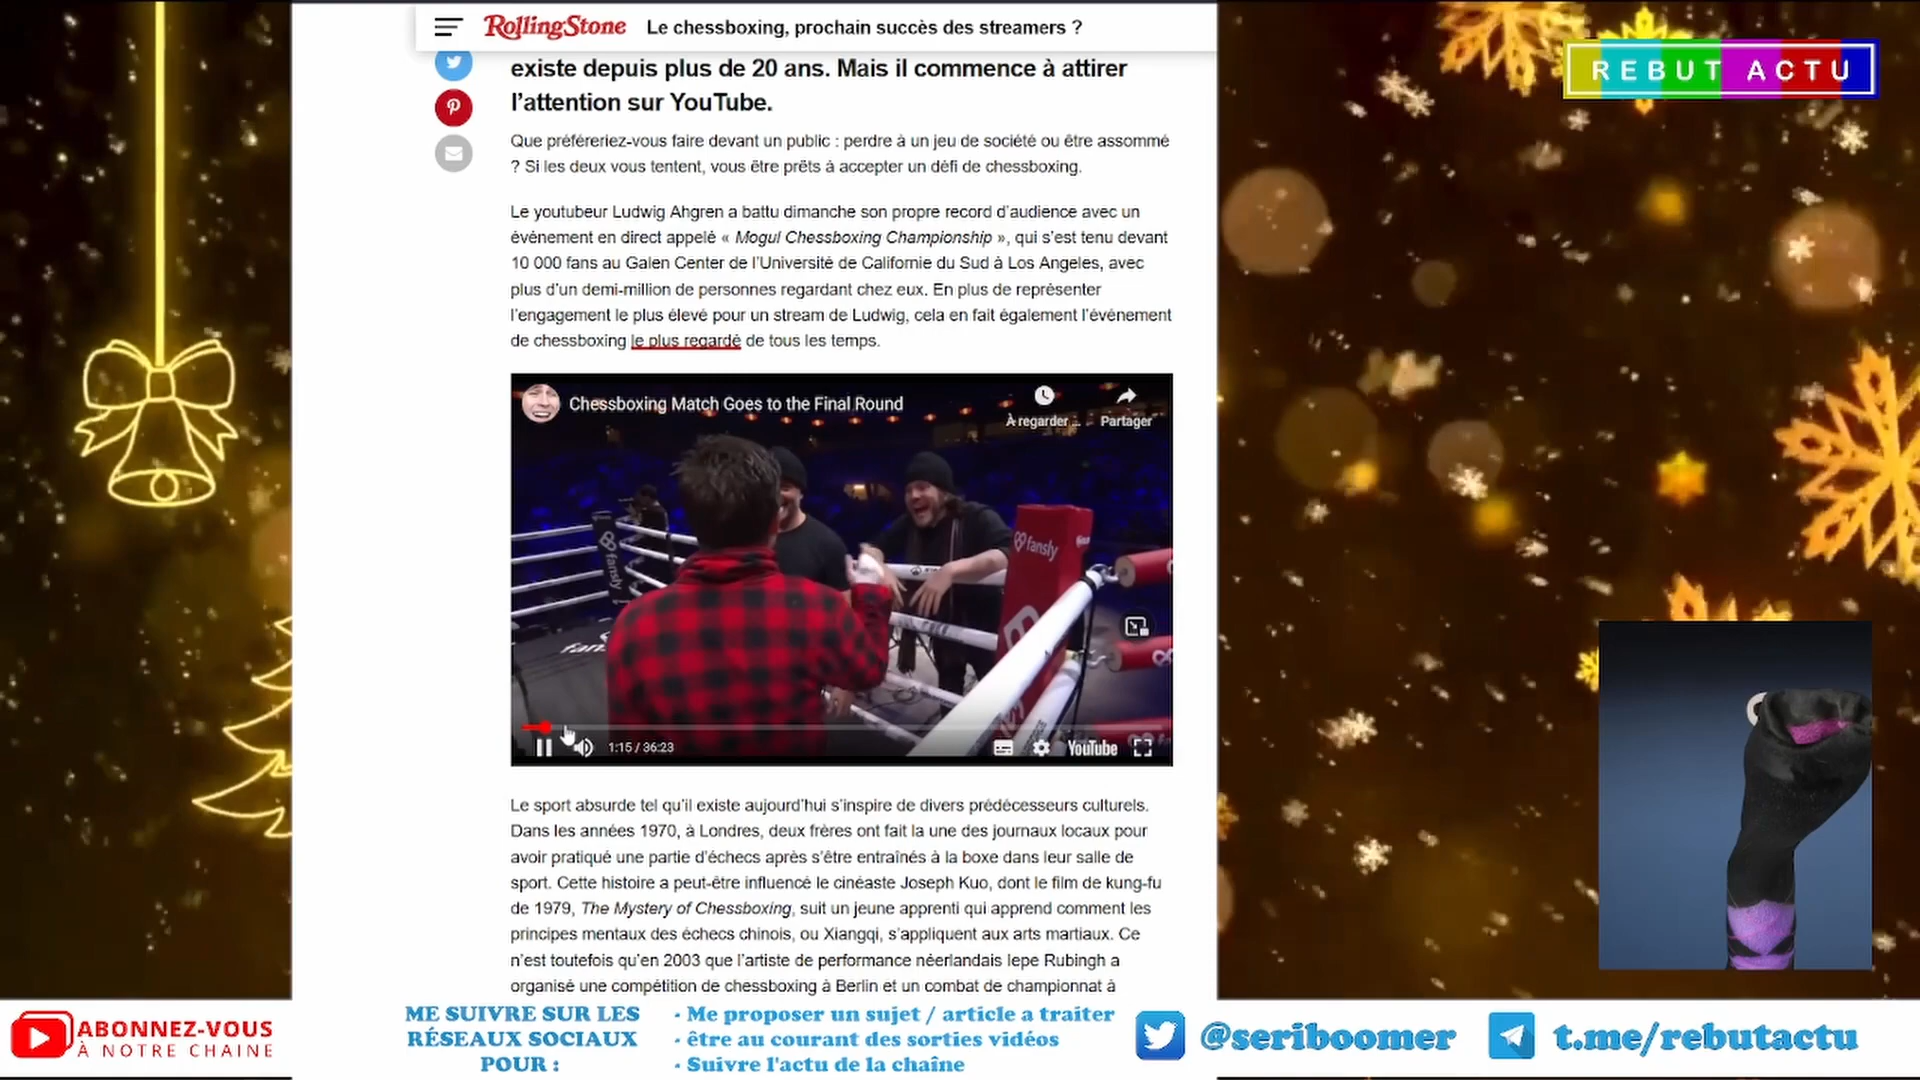 RollingStone Le chessboxing, prochain succès des streamers ?
REBUT ACTU
existe depuis plus de 20 ans. Mais il commence à attirer
l'attention sur YouTube.
Que préféreriez-vous faire devant un public : perdre à un jeu de société ou être assommé
? Si les deux vous tentent, vous être prêts à accepter un défi de chessboxing.
Le youtubeur Ludwig Ahgren a battu dimanche son propre record d'audience avec un
événement en direct appelé « Mogul Chessboxing Championship », qui s'est tenu devant
10 000 fans au Galen Center de l'Université de Californie du Sud à Los Angeles, avec
plus d'un demi-million de personnes regardant chez eux. En plus de représenter
l'engagement le plus élevé pour un stream de Ludwig, cela en fait également l'événement
de chessboxing le plus regardé de tous les temps.
Chessboxing Match Goes to the Final Round
À regarder ...
Partager
fansly
fansly
1:15 / 36:23
YouTube
Le sport absurde tel qu'il existe aujourd'hui s'inspire de divers prédécesseurs culturels.
Dans les années 1970, à Londres, deux frères ont fait la une des journaux locaux pour
avoir pratiqué une partie d'échecs après s'être entraînés à la boxe dans leur salle de
sport. Cette histoire a peut-être influencé le cinéaste Joseph Kuo, dont le film de kung-fu
de 1979, The Mystery of Chessboxing, suit un jeune apprenti qui apprend comment les
principes mentaux des échecs chinois, ou Xiangqi, s'appliquent aux arts martiaux. Ce
n'est toutefois qu'en 2003 que l'artiste de performance néerlandais Iepe Rubingh a
organisé une compétition de chessboxing à Berlin et un combat de championnat à
ABONNEZ-VOUS
À NOTRE CHAINE
ME SUIVRE SUR LES
RÉSEAUX SOCIAUX
POUR :
- Me proposer un sujet / article a traiter
- être au courant des sorties vidéos
- Suivre l'actu de la chaîne
@seriboomer
t.me/rebutactu